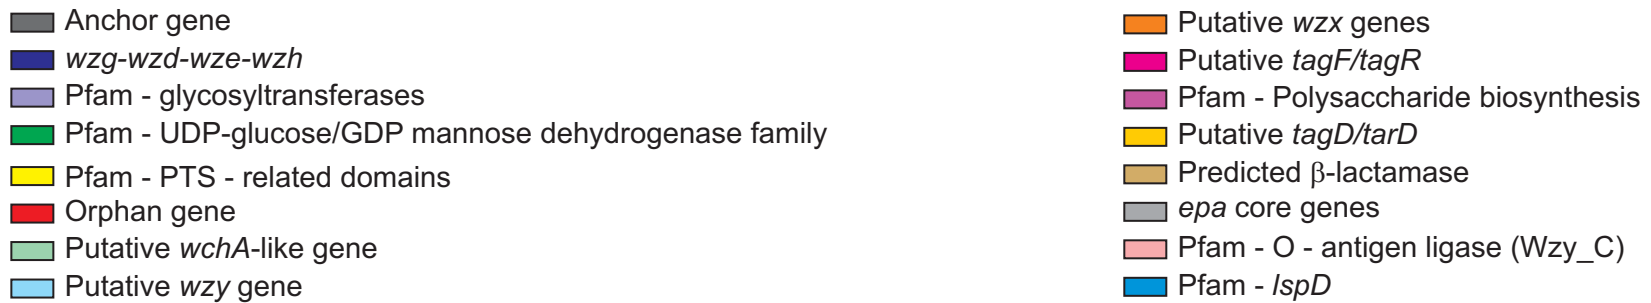 Anchor gene
wzg-wzd-wze-wzh
Pfam - glycosyltransferases
Pfam - UDP-glucose/GDP mannose dehydrogenase family
Pfam - PTS - related domains
Orphan gene
Putative wchA-like gene
Putative wzy gene
Putative wzx genes
Putative tagF/tagR
Pfam - Polysaccharide biosynthesis
Putative tagD/tarD
Predicted β-lactamase
epa core genes
Pfam - O - antigen ligase (Wzy_C)
Pfam - IspD